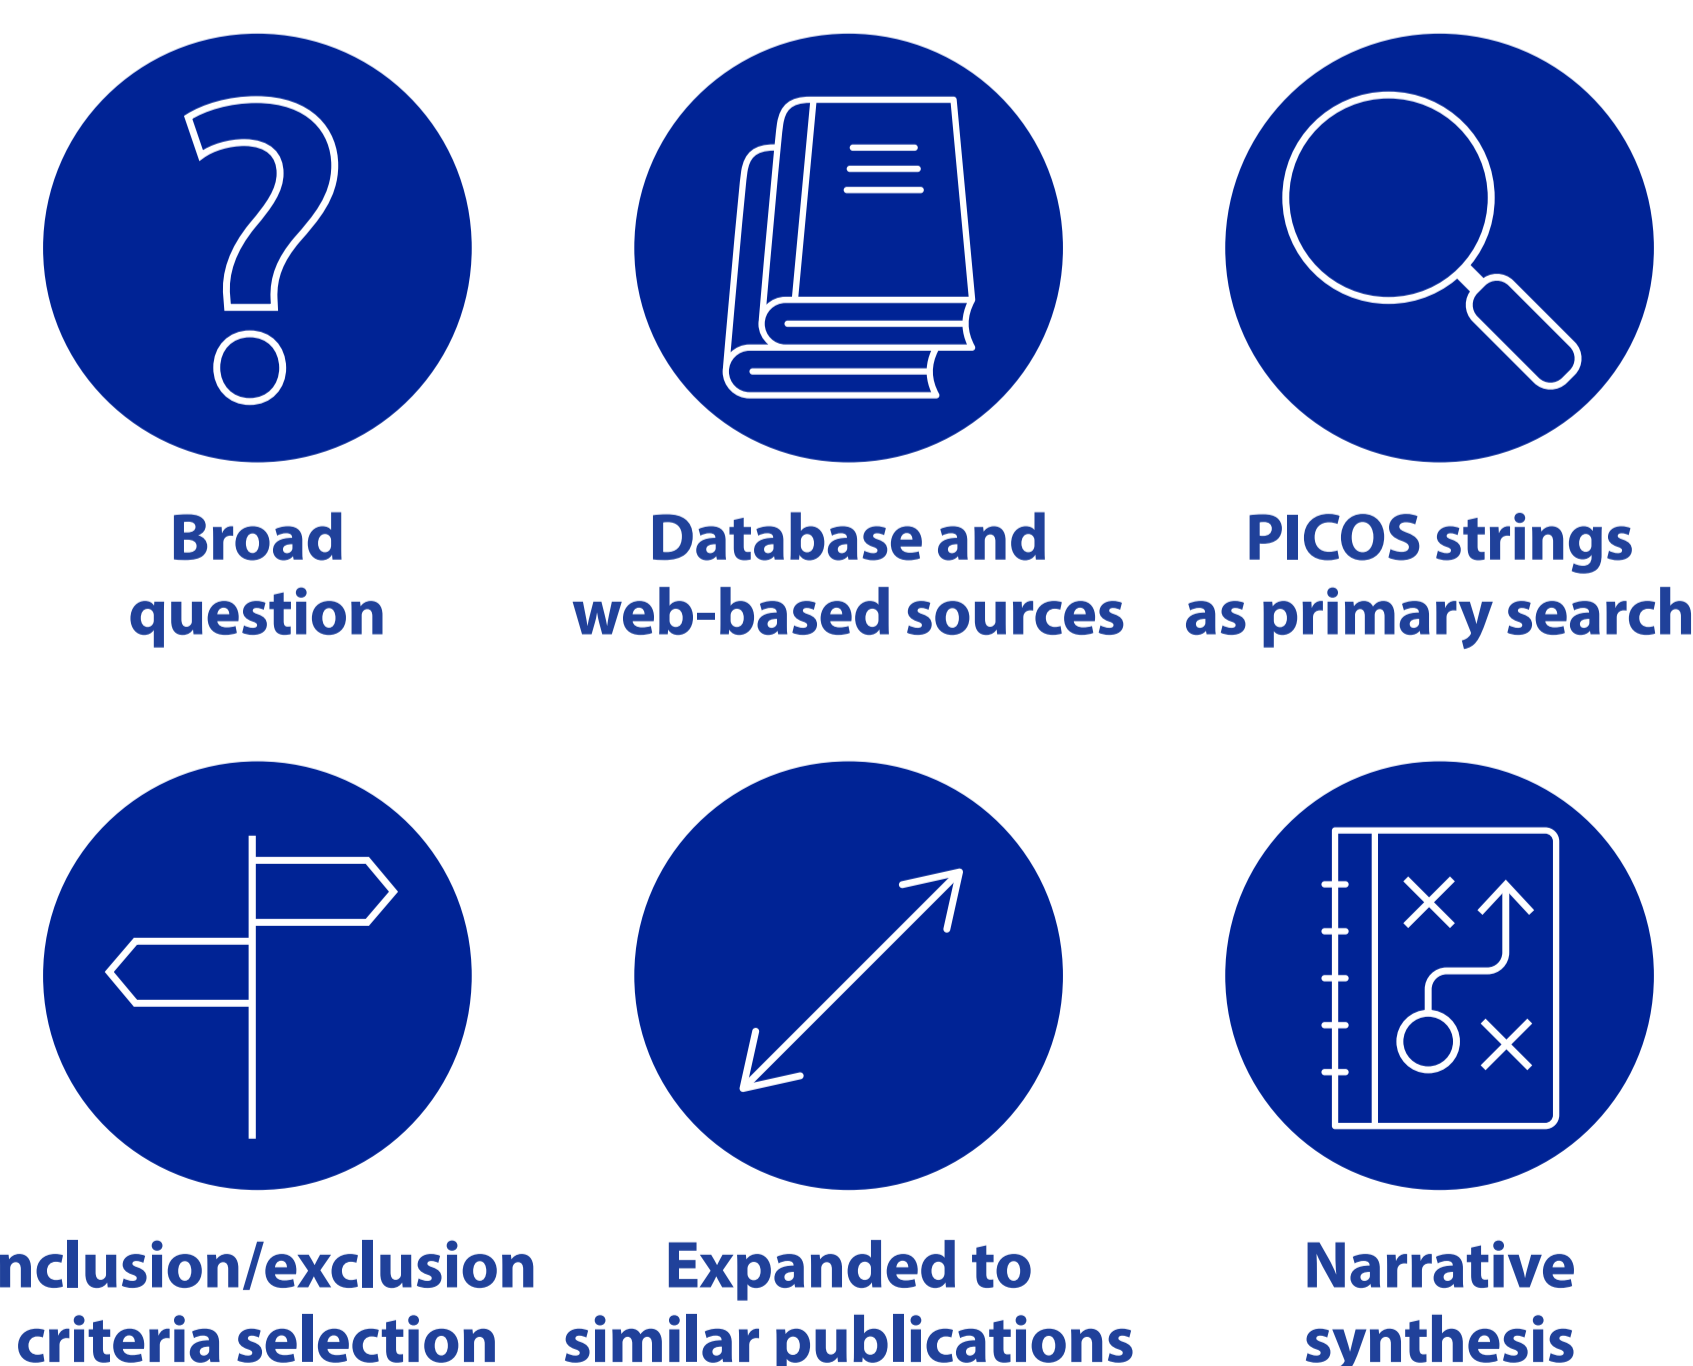 Broad
question
Database and
web-based sources
PICOS strings
as primary search
nclusion/exclusion
criteria selection
Expanded to
similar publications
Narrative
synthesis